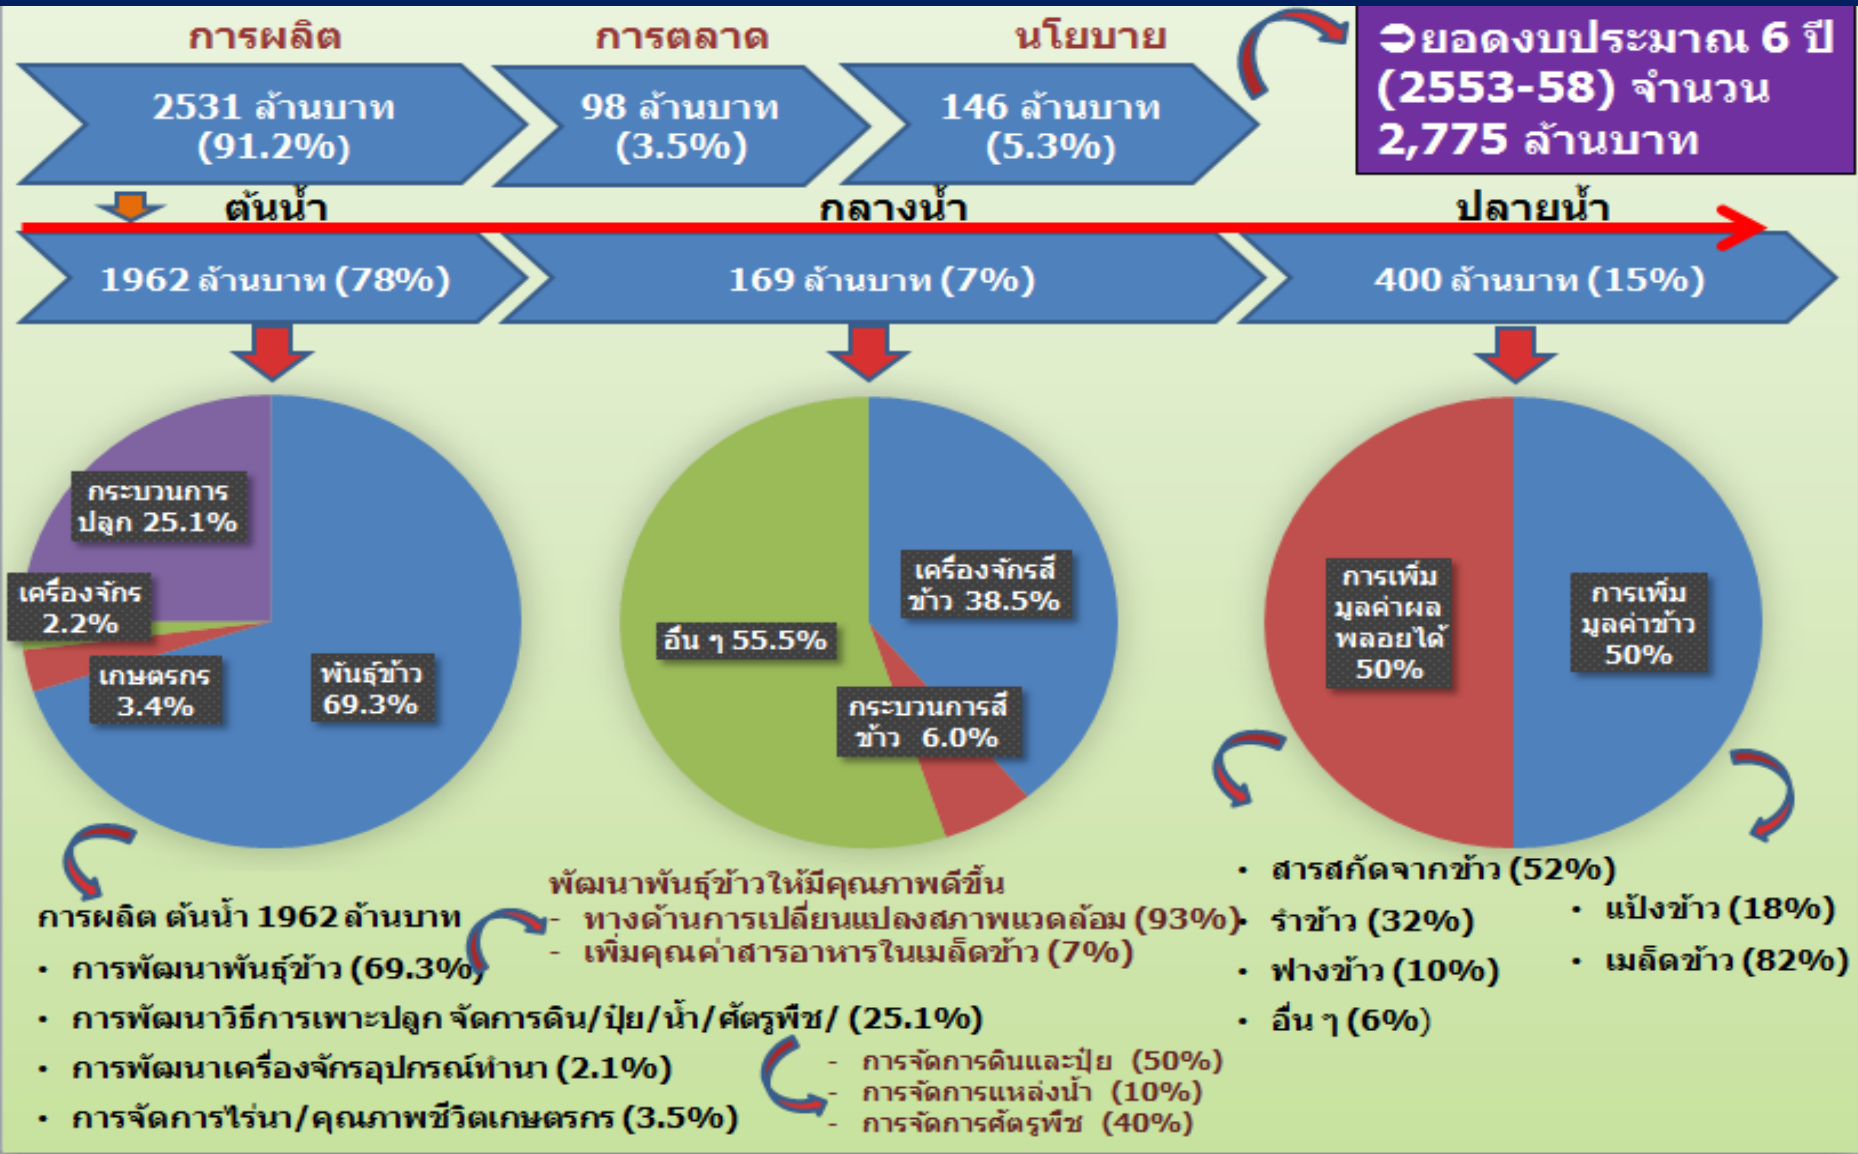 การผลิต
การตลาด
นโยบาย
2531 ล้านบาท
(91.2%)
98 ล้านบาท
(3.5%)
146 ล้านบาท
(5.3%)
➲ยอดงบประมาณ 6 ปี
(2553-58) จำนวน
2,775 ล้านบาท
ต้นน้ำ
กลางน้ำ
ปลายน้ำ
1962 ล้านบาท (78%)
169 ล้านบาท (7%)
400 ล้านบาท (15%)
กระบวนการ
ปลูก 25.1%
เครื่องจักร
2.2%
เกษตรกร
3.4%
พันธุ์ข้าว
69.3%
อื่น ๆ 55.5%
เครื่องจักรสี
ข้าว 38.5%
กระบวนการสี
ข้าว 6.0%
การเพิ่ม
มูลค่าผล
พลอยได้
50%
การเพิ่ม
มูลค่าข้าว
50%
การผลิต ต้นน้ำ 1962 ล้านบาท
• การพัฒนาพันธุ์ข้าว (69.3%)
• การพัฒนาวิธีการเพาะปลูก จัดการดิน/ปุ๋ย/น้ำ/ศัตรูพืช/ (25.1%)
• การพัฒนาเครื่องจักรอุปกรณ์ทำนา (2.1%)
• การจัดการไร่นา/คุณภาพชีวิตเกษตรกร (3.5%)
พัฒนาพันธุ์ข้าวให้มีคุณภาพดีขึ้น
- ทางด้านการเปลี่ยนแปลงสภาพแวดล้อม (93%)
- เพิ่มคุณค่าสารอาหารในเมล็ดข้าว (7%)
- การจัดการดินและปุ๋ย (50%)
- การจัดการแหล่งน้ำ (10%)
- การจัดการศัตรูพืช (40%)
• สารสกัดจากข้าว (52%)
• รำข้าว (32%)
• ฟางข้าว (10%)
• อื่น ๆ (6%)
• แป้งข้าว (18%)
• เมล็ดข้าว (82%)